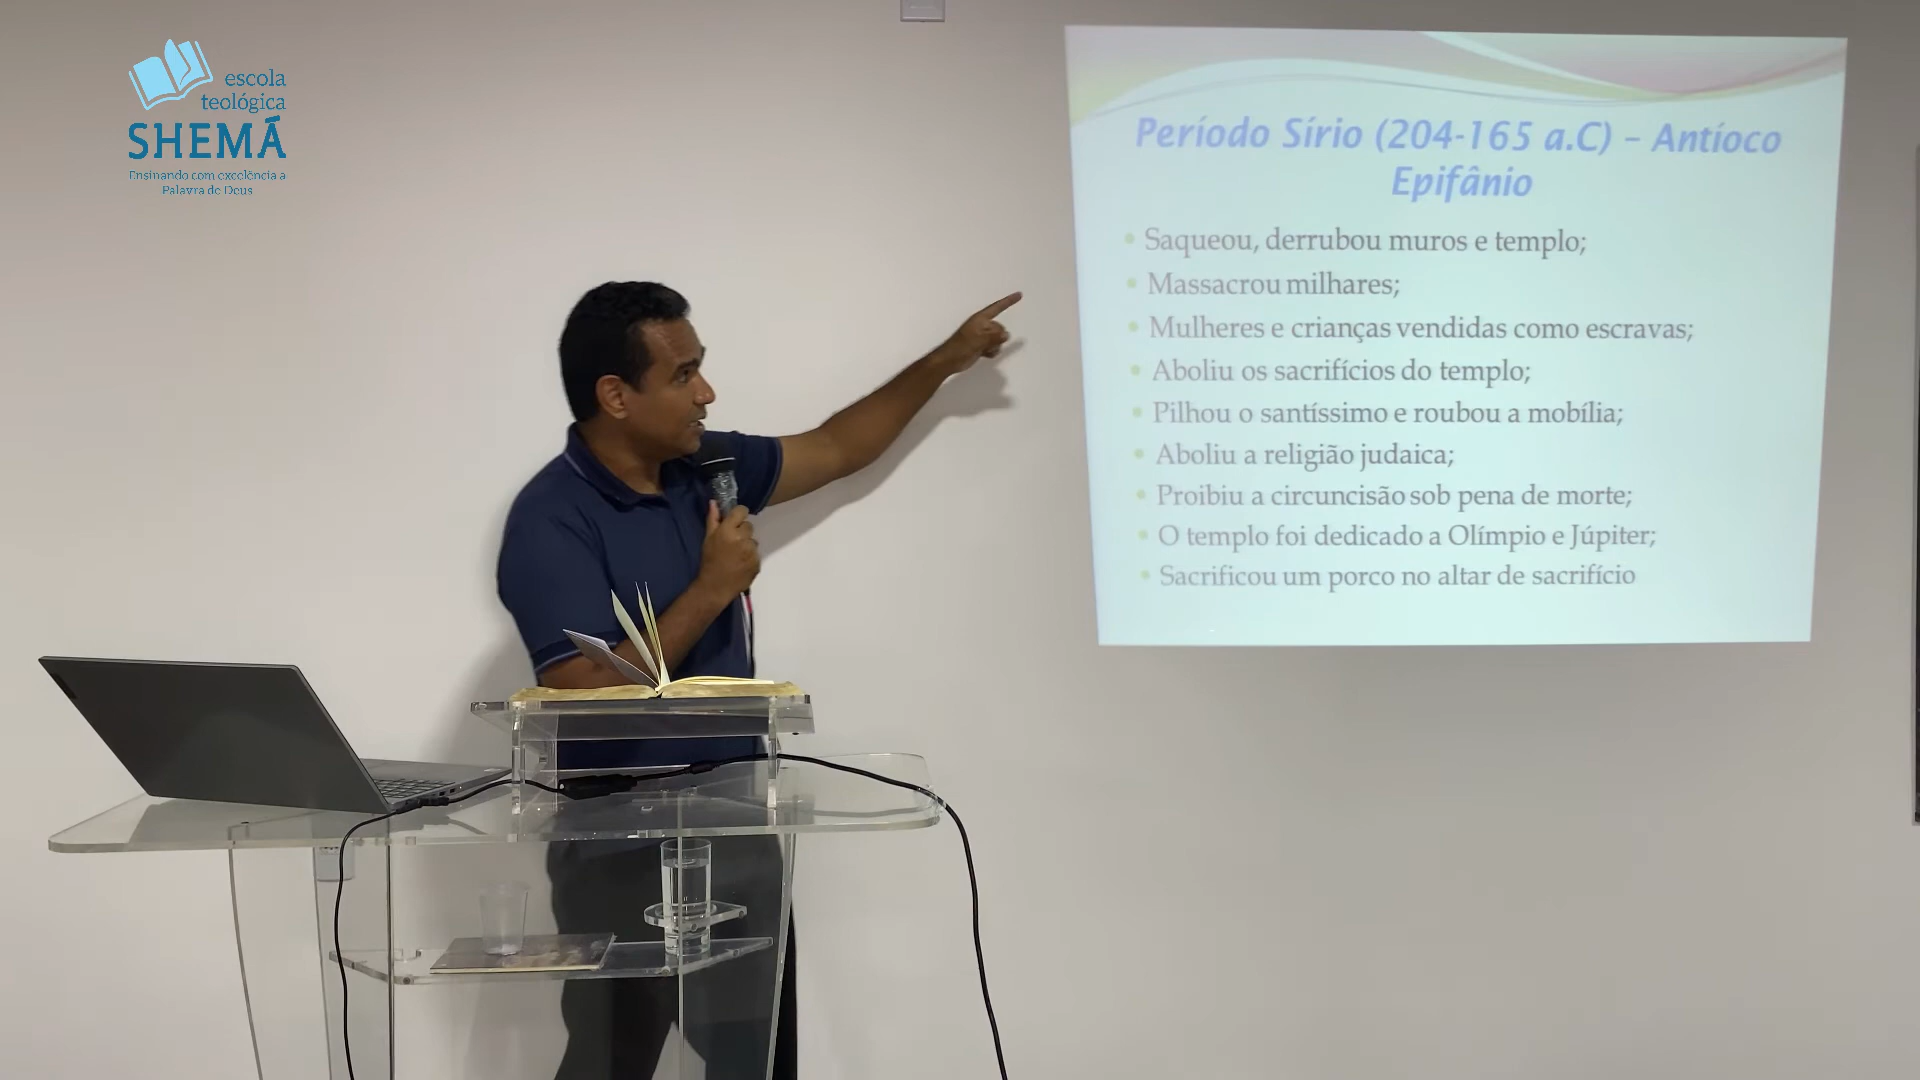 escola
teológica
SHEMÁ
Ensinando com excelência a
Palavra de Deus
Período Sírio (204-165 a.C) – Antíoco
Epifânio
• Saqueou, derrubou muros e templo;
• Massacrou milhares;
• Mulheres e crianças vendidas como escravas;
• Aboliu os sacrifícios do templo;
• Pilhou o santíssimo e roubou a mobília;
• Aboliu a religião judaica;
• Proibiu a circuncisão sob pena de morte;
• O templo foi dedicado a Olímpio e Júpiter;
• Sacrificou um porco no altar de sacrifício